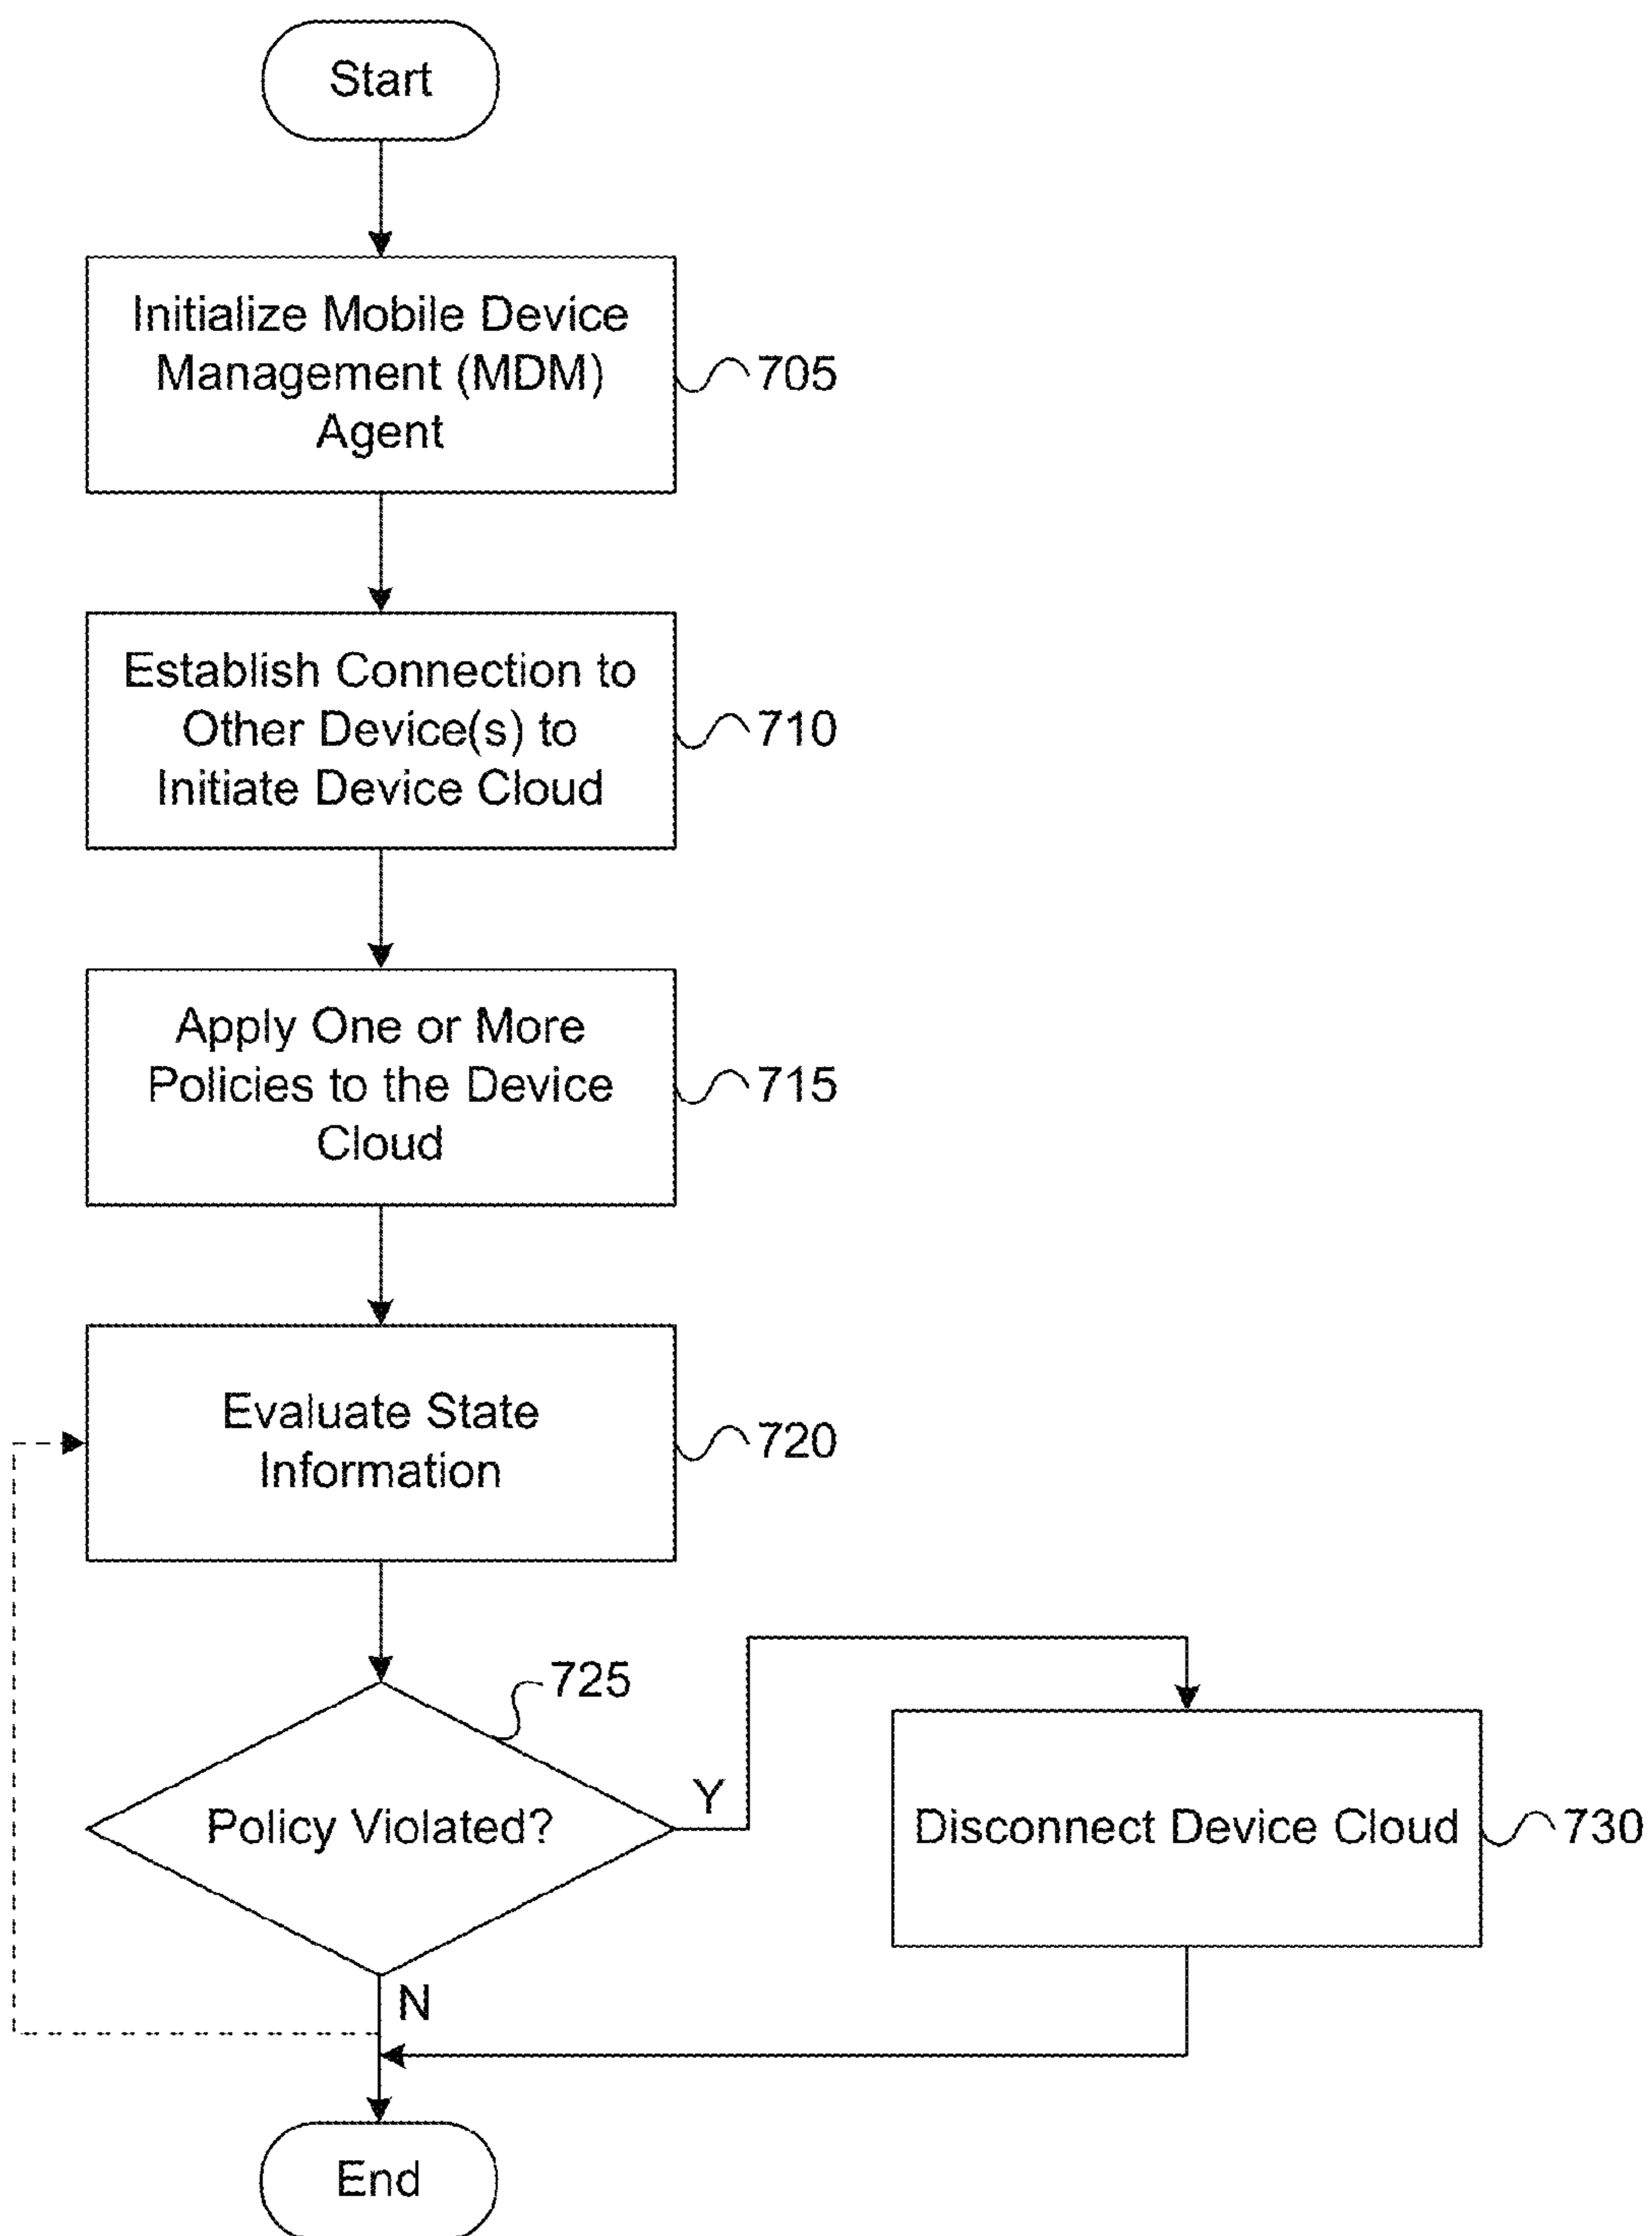 Start
Initialize Mobile Device
Management (MDM)
Agent
705
Establish Connection to
Other Device(s) to
Initiate Device Cloud
710
Apply One or More
Policies to the Device
Cloud
715
Evaluate State
Information
720
725
Policy Violated?
Y
Disconnect Device Cloud
730
N
End